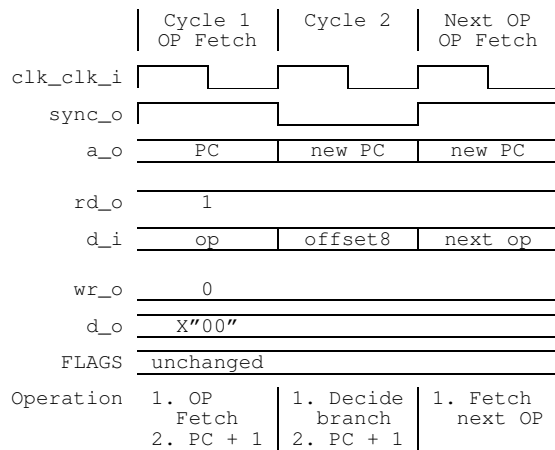 Cycle 1 Cycle 2 Next OP
OP Fetch OP Fetch
clk_clk_i
sync_o
a_o PC new PC new PC
rd_o 1
d_i op offset8 next op
wr_o 0
d_o X"00"
FLAGS unchanged
Operation 1. OP 1. Decide 1. Fetch
Fetch branch next OP
2. PC + 1 2. PC + 1